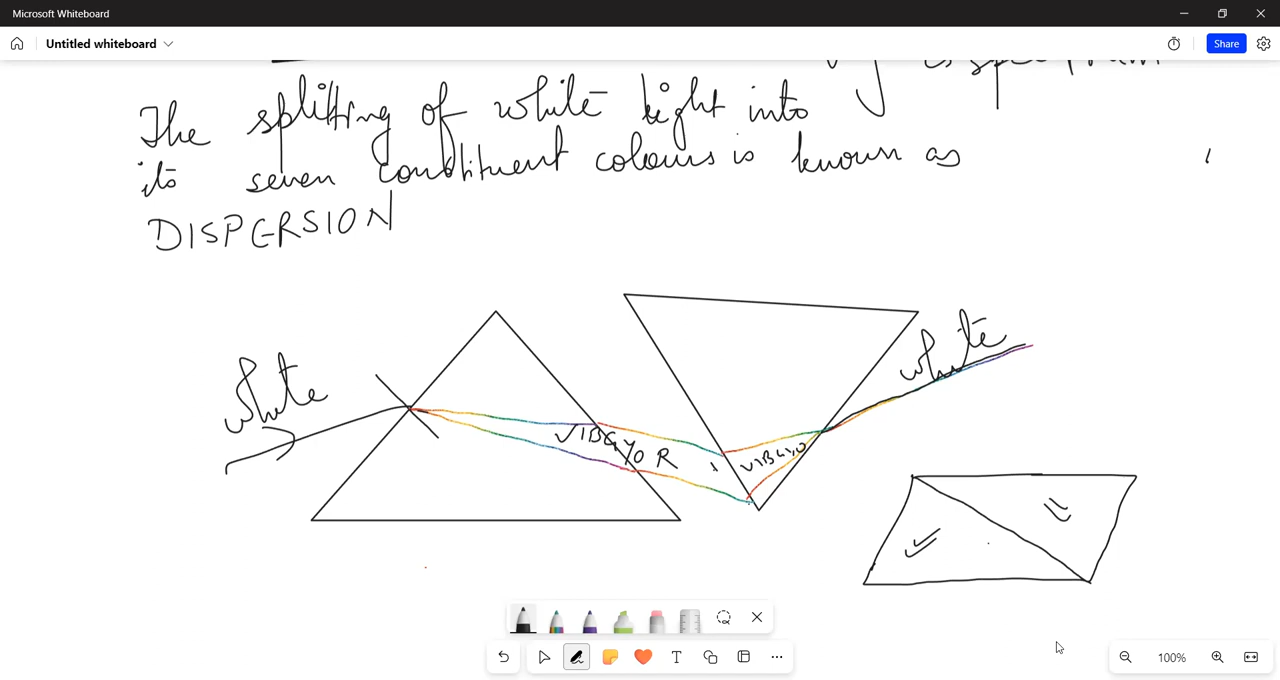 Microsoft Whiteboard
Untitled whiteboard
Share
The splitting of white light into
its seven constituent colours is known as
DISPERSION
white
white
VIBGYOR
VIBGYO
100%